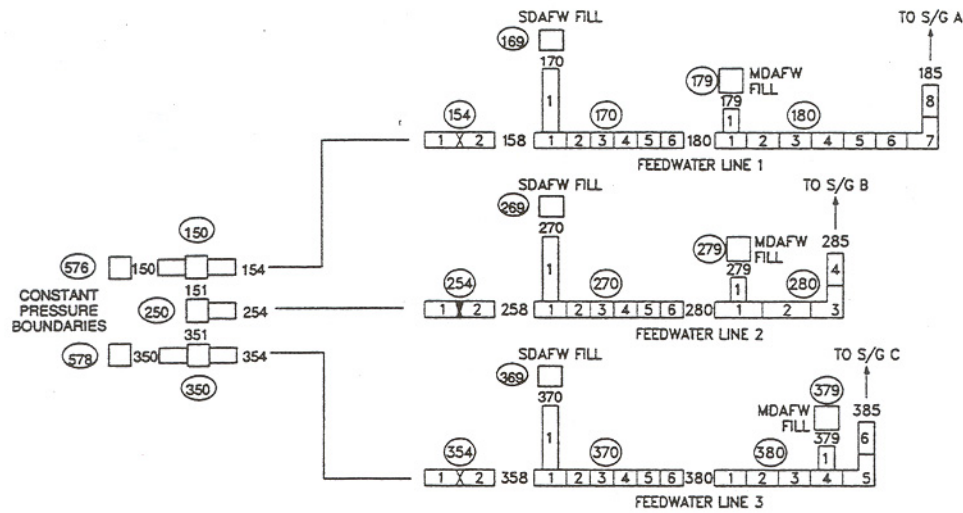 SDAFW FILL
TO S/G A
169
170
1
179
MDAFW
FILL
179
1
185
8
154
170
180
1 2
158
1 2 3 4 5 6
180
1 2 3 4 5 6 7
FEEDWATER LINE 1
SDAFW FILL
TO S/G B
269
270
1
279
MDAFW
FILL
279
1
285
4
254
270
280
1 2
258
1 2 3 4 5 6
280
1 2 3
FEEDWATER LINE 2
150
576
150
154
151
CONSTANT
PRESSURE
BOUNDARIES
250
254
351
578
350
354
350
SDAFW FILL
TO S/G C
369
370
1
379
MDAFW
FILL
379
1
385
6
354
370
380
1 2
358
1 2 3 4 5 6
380
1 2 3 4 5
FEEDWATER LINE 3